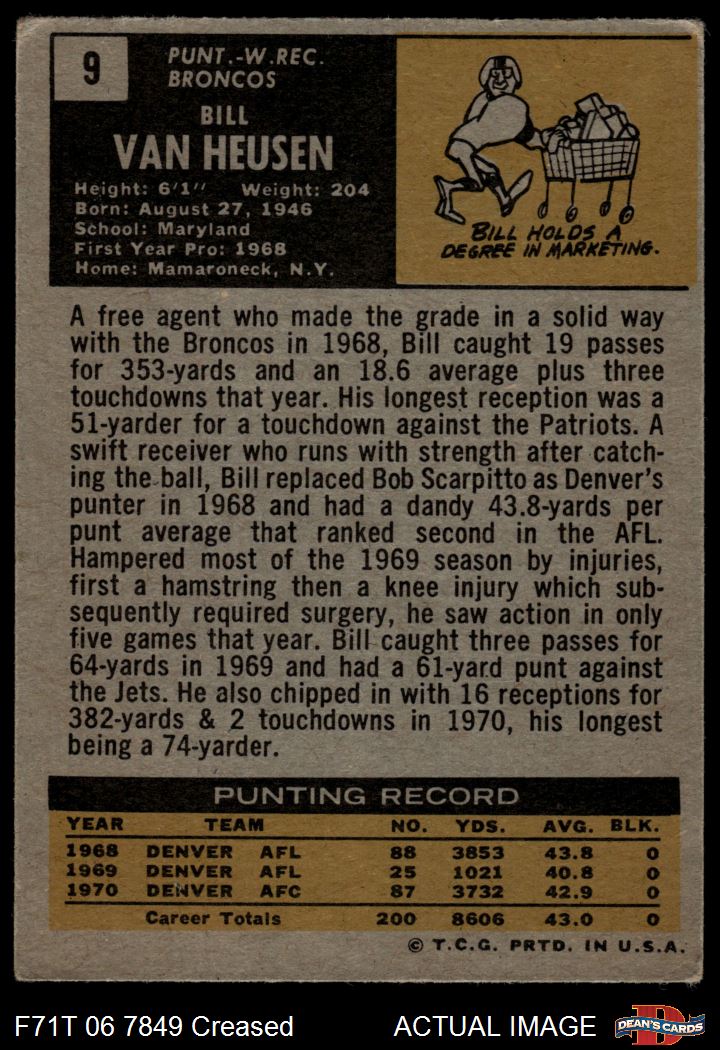 9
PUNT.-W.REC.
BRONCOS
BILL
VAN HEUSEN
Height: 6'1" Weight: 204
Born: August 27, 1946
School: Maryland
First Year Pro: 1968
Home: Mamaroneck, N.Y.
BILL HOLDS A
DEGREE IN MARKETING.
A free agent who made the grade in a solid way
with the Broncos in 1968, Bill caught 19 passes
for 353-yards and an 18.6 average plus three
touchdowns that year. His longest reception was a
51-yarder for a touchdown against the Patriots. A
swift receiver who runs with strength after catch-
ing the ball, Bill replaced Bob Scarpitto as Denver's
punter in 1968 and had a dandy 43.8-yards per
punt average that ranked second in the AFL.
Hampered most of the 1969 season by injuries,
first a hamstring then a knee injury which sub-
sequently required surgery, he saw action in only
five games that year. Bill caught three passes for
64-yards in 1969 and had a 61-yard punt against
the Jets. He also chipped in with 16 receptions for
382-yards & 2 touchdowns in 1970, his longest
being a 74-yarder.
PUNTING RECORD
YEAR TEAM NO. YDS. AVG. BLK.
1968 DENVER AFL 88 3853 43.8 0
1969 DENVER AFL 25 1021 40.8 0
1970 DENVER AFC 87 3732 42.9 0
Career Totals 200 8606 43.0 0
© T.C.G. PRTD. IN U.S.A.
F71T 06 7849 Creased ACTUAL IMAGE
DEAN'S CARDS